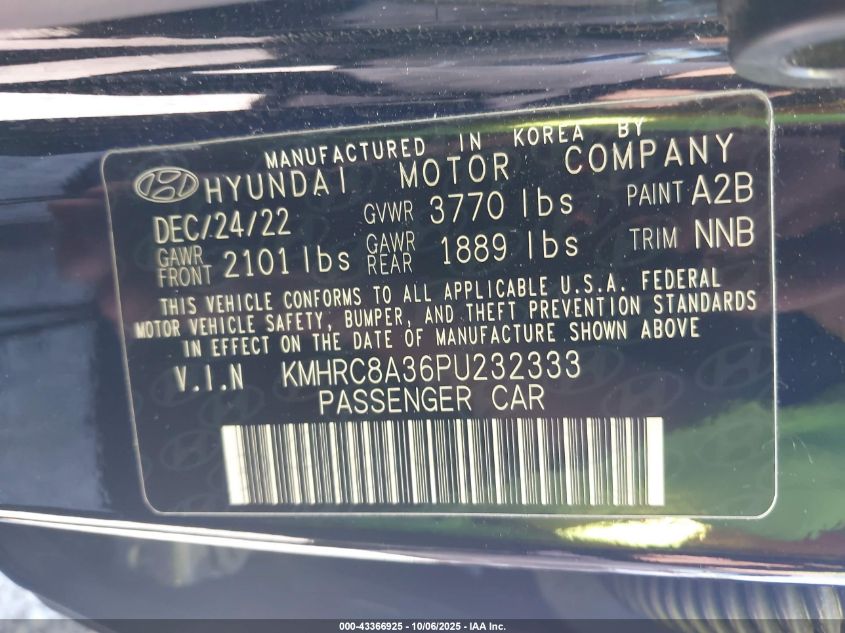 MANUFACTURED IN KOREA BY
HYUNDAI MOTOR COMPANY
DEC/24/22 GVWR 3770 lbs PAINT A2B
GAWR FRONT 2101 lbs GAWR REAR 1889 lbs TRIM NNB
THIS VEHICLE CONFORMS TO ALL APPLICABLE U.S.A. FEDERAL
MOTOR VEHICLE SAFETY, BUMPER, AND THEFT PREVENTION STANDARDS
IN EFFECT ON THE DATE OF MANUFACTURE SHOWN ABOVE
V.I.N KMHRC8A36PU232333
PASSENGER CAR
000-43366925 - 10/06/2025 - IAA Inc.